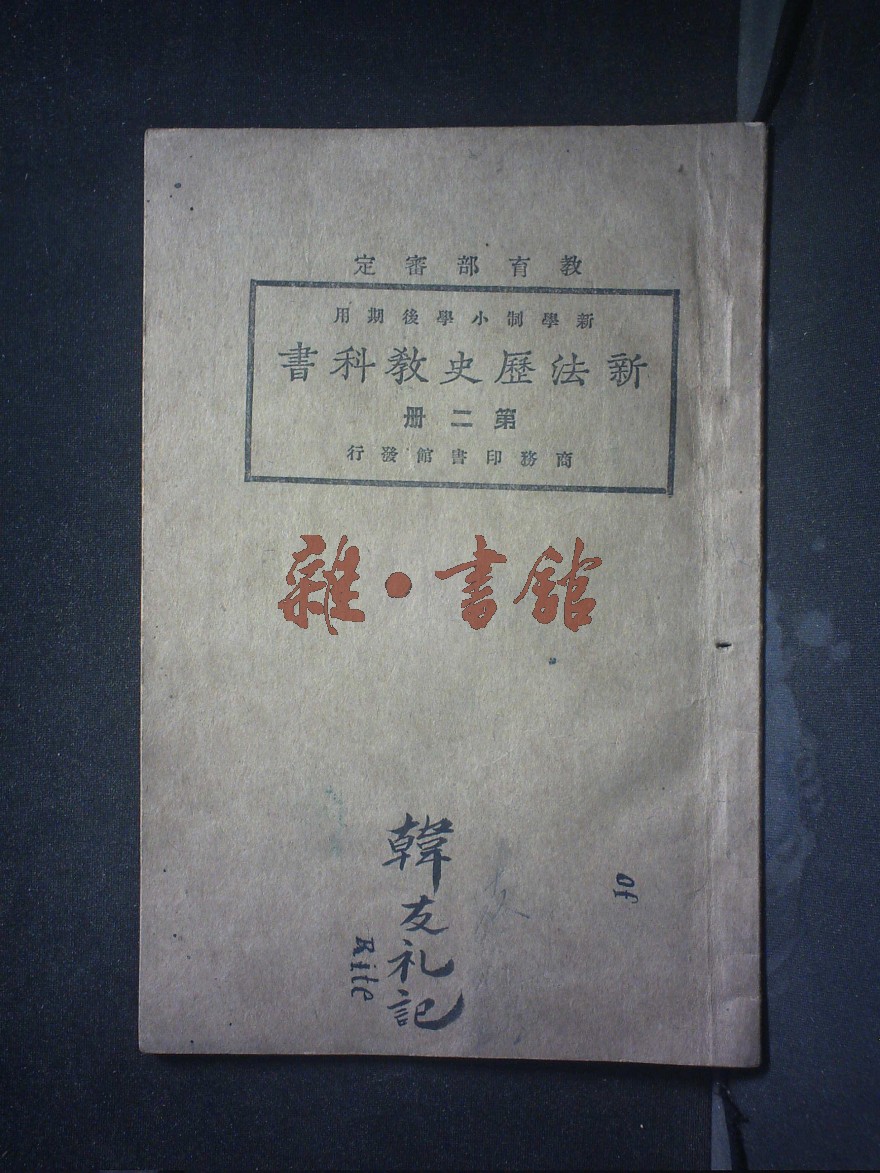 教育部審定
新學制小學後期用
新法歷史教科書
第二冊
商務印書館發行
雜·書館
韓友礼記
Rite
of